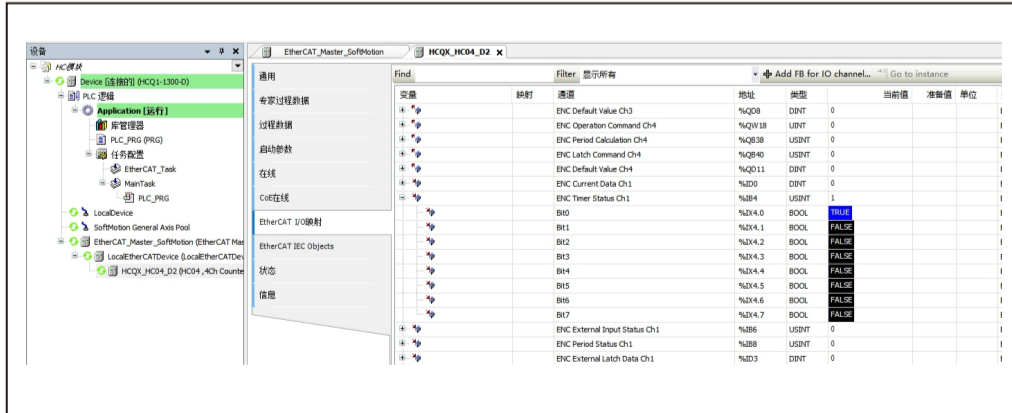 设备
EtherCAT_Master_SoftMotion
HCQX_HC04_D2
HC模块
Device [连接的] (HCQ1-1300-D)
PLC 逻辑
Application [运行]
库管理器
PLC_PRG (PRG)
任务配置
EtherCAT_Task
MainTask
PLC_PRG
LocalDevice
SoftMotion General Axis Pool
EtherCAT_Master_SoftMotion (EtherCAT Mas
LocalEtherCATDevice (LocalEtherCATDev
HCQX_HC04_D2 (HC04 ,4Ch Counte
通用
专家过程数据
过程数据
启动参数
在线
CoE在线
EtherCAT I/O映射
EtherCAT IEC Objects
状态
信息
Find Filter 显示所有 Add FB for IO channel... Go to instance
变量 映射 通道 地址 类型 当前值 准备值 单位
ENC Default Value Ch3 %QD8 DINT 0
ENC Operation Command Ch4 %QW18 UINT 0
ENC Period Calculation Ch4 %QB38 USINT 0
ENC Latch Command Ch4 %QB40 USINT 0
ENC Default Value Ch4 %QD11 DINT 0
ENC Current Data Ch1 %ID0 DINT 0
ENC Timer Status Ch1 %IB4 USINT 1
Bit0 %IX4.0 BOOL TRUE
Bit1 %IX4.1 BOOL FALSE
Bit2 %IX4.2 BOOL FALSE
Bit3 %IX4.3 BOOL FALSE
Bit4 %IX4.4 BOOL FALSE
Bit5 %IX4.5 BOOL FALSE
Bit6 %IX4.6 BOOL FALSE
Bit7 %IX4.7 BOOL FALSE
ENC External Input Status Ch1 %IB6 USINT 0
ENC Period Status Ch1 %IB8 USINT 0
ENC External Latch Data Ch1 %ID3 DINT 0